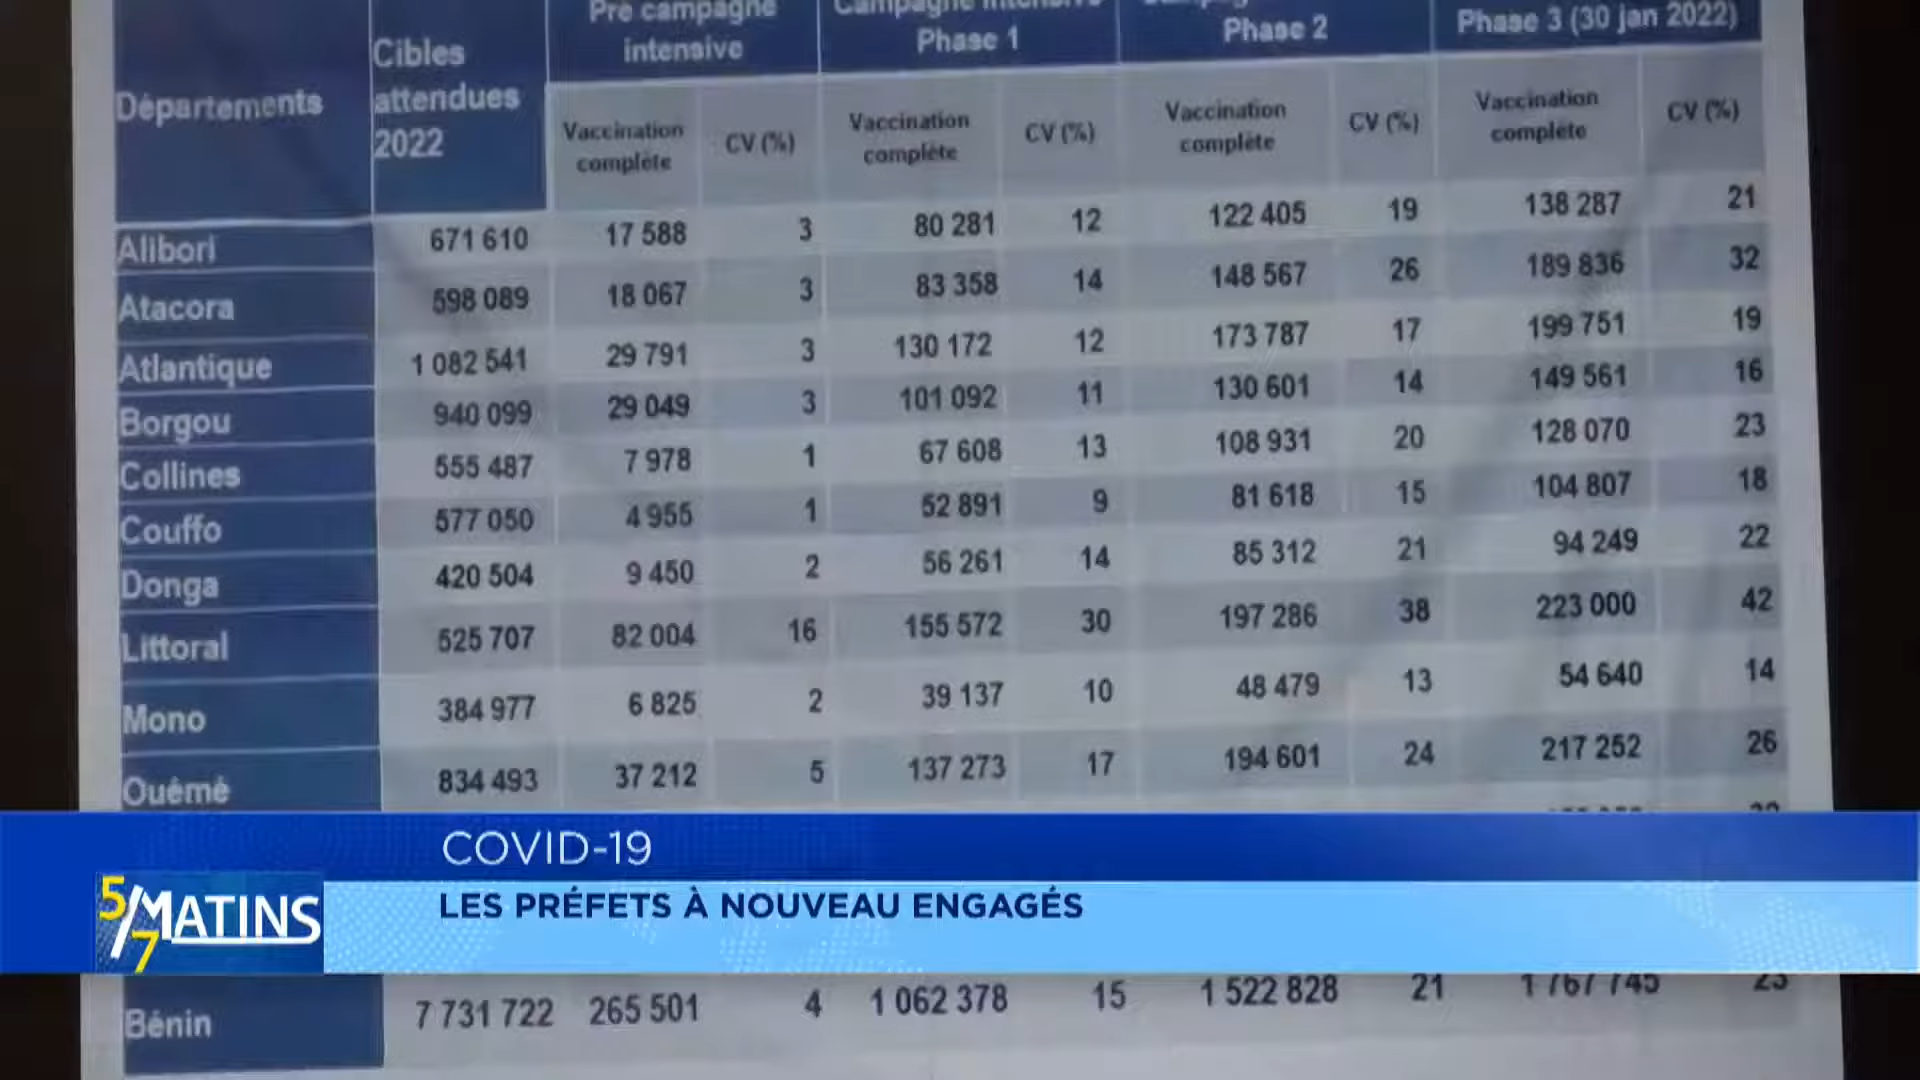 Pré campagne
intensive
Campagne intensive
Phase 1
Phase 2
Phase 3 (30 jan 2022)
Départements
Cibles
attendues
2022
Vaccination
complète
CV (%)
Vaccination
complète
CV (%)
Vaccination
complète
CV (%)
Vaccination
complète
CV (%)
Alibori 671 610 17 588 3 80 281 12 122 405 19 138 287 21
Atacora 598 089 18 067 3 83 358 14 148 567 26 189 836 32
Atlantique 1 082 541 29 791 3 130 172 12 173 787 17 199 751 19
Borgou 940 099 29 049 3 101 092 11 130 601 14 149 561 16
Collines 555 487 7 978 1 67 608 13 108 931 20 128 070 23
Couffo 577 050 4 955 1 52 891 9 81 618 15 104 807 18
Donga 420 504 9 450 2 56 261 14 85 312 21 94 249 22
Littoral 525 707 82 004 16 155 572 30 197 286 38 223 000 42
Mono 384 977 6 825 2 39 137 10 48 479 13 54 640 14
Ouémé 834 493 37 212 5 137 273 17 194 601 24 217 252 26
COVID-19
LES PRÉFETS À NOUVEAU ENGAGÉS
5/7 MATINS
Bénin 7 731 722 265 501 4 1 062 378 15 1 522 828 21 1 767 745 23